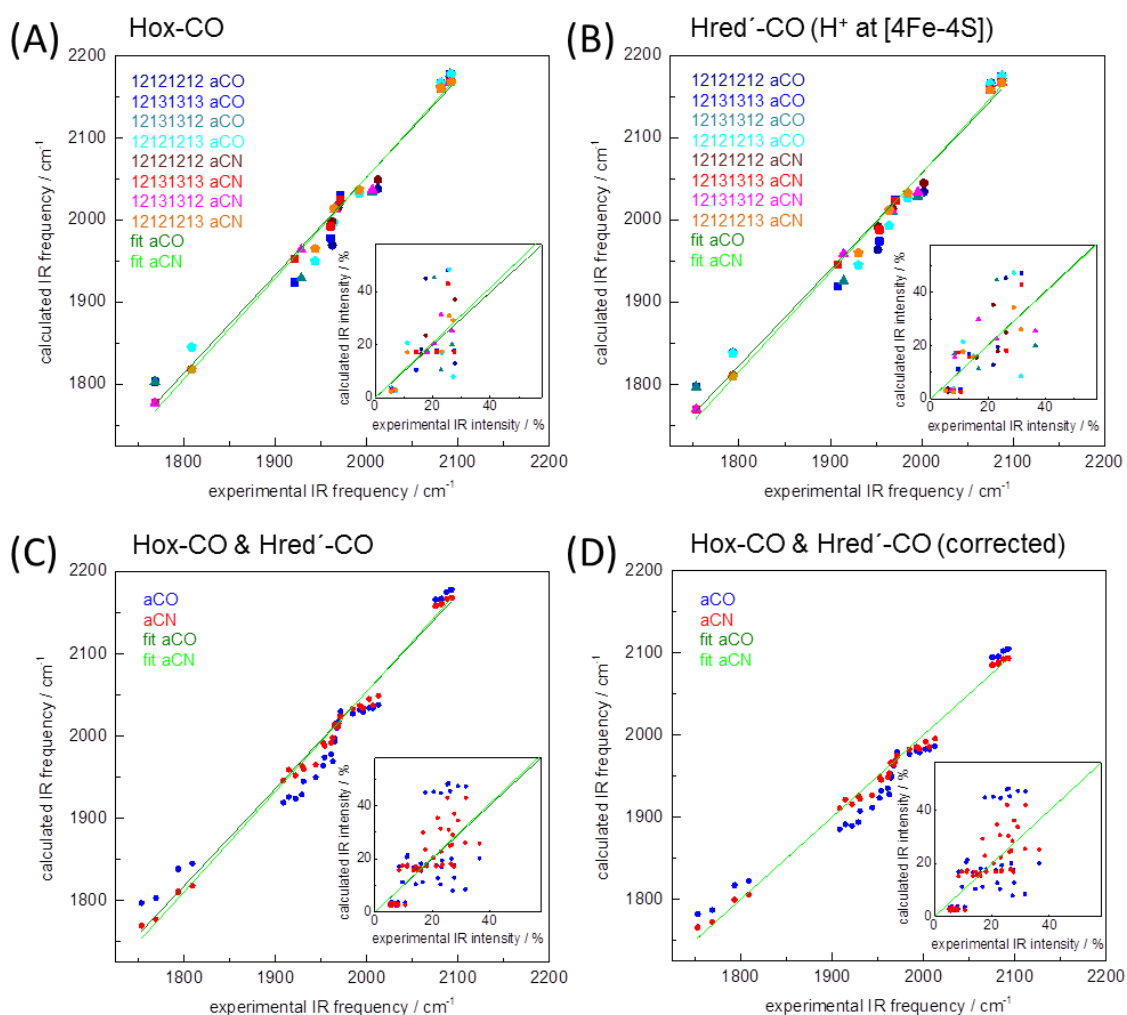 (A) Hox-CO
2200
2100
2000
1900
1800
calculated IR frequency / cm-1
12121212 aCO
12131313 aCO
12131312 aCO
12121213 aCO
12121212 aCN
12131313 aCN
12131312 aCN
12121213 aCN
fit aCO
fit aCN
calculated IR intensity / %
40
20
0
0 20 40
experimental IR intensity / %
1800 1900 2000 2100 2200
experimental IR frequency / cm-1
(B) Hred´-CO (H+ at [4Fe-4S])
2200
2100
2000
1900
1800
calculated IR frequency / cm-1
12121212 aCO
12131313 aCO
12131312 aCO
12121213 aCO
12121212 aCN
12131313 aCN
12131312 aCN
12121213 aCN
fit aCO
fit aCN
calculated IR intensity / %
40
20
0
0 20 40
experimental IR intensity / %
1800 1900 2000 2100 2200
experimental IR frequency / cm-1
(C) Hox-CO & Hred´-CO
2200
2100
2000
1900
1800
calculated IR frequency / cm-1
aCO
aCN
fit aCO
fit aCN
calculated IR intensity / %
40
20
0
0 20 40
experimental IR intensity / %
1800 1900 2000 2100 2200
experimental IR frequency / cm-1
(D) Hox-CO & Hred´-CO (corrected)
2200
2100
2000
1900
1800
calculated IR frequency / cm-1
aCO
aCN
fit aCO
fit aCN
calculated IR intensity / %
40
20
0
0 20 40
experimental IR intensity / %
1800 1900 2000 2100 2200
experimental IR frequency / cm-1